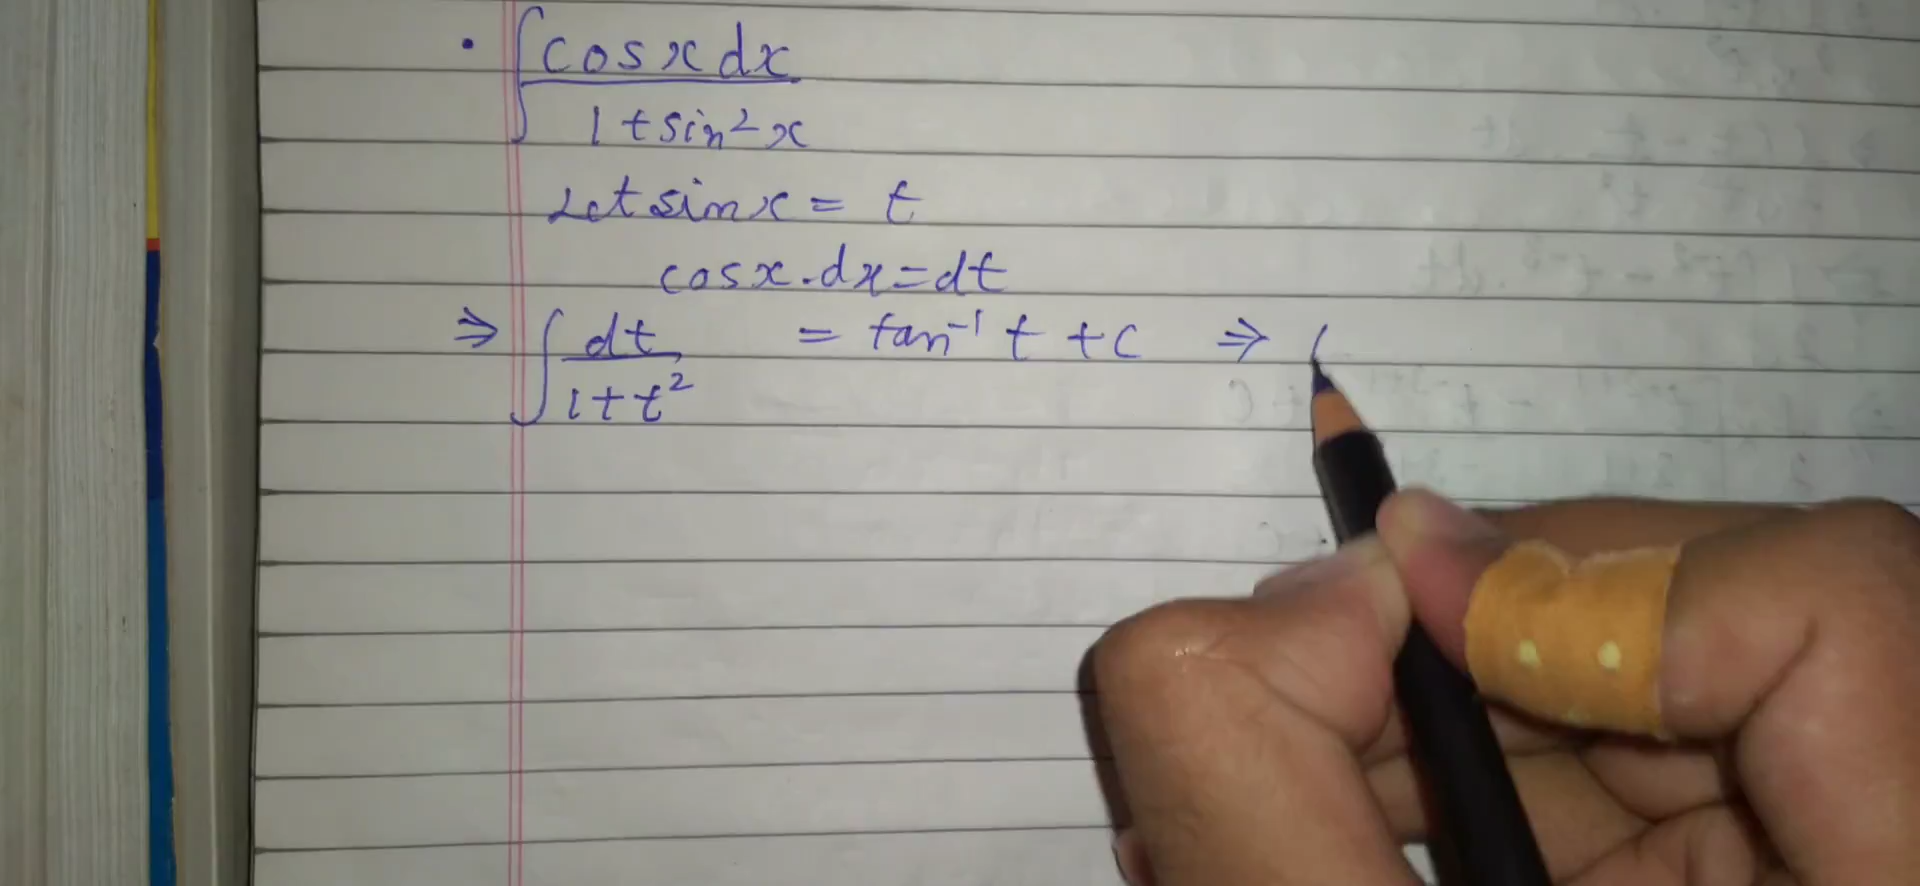 • ∫ cos x dx / 1 + sin² x
Let sin x = t
cos x . dx = dt
⇒ ∫ dt / 1 + t² = tan⁻¹ t + c ⇒ (